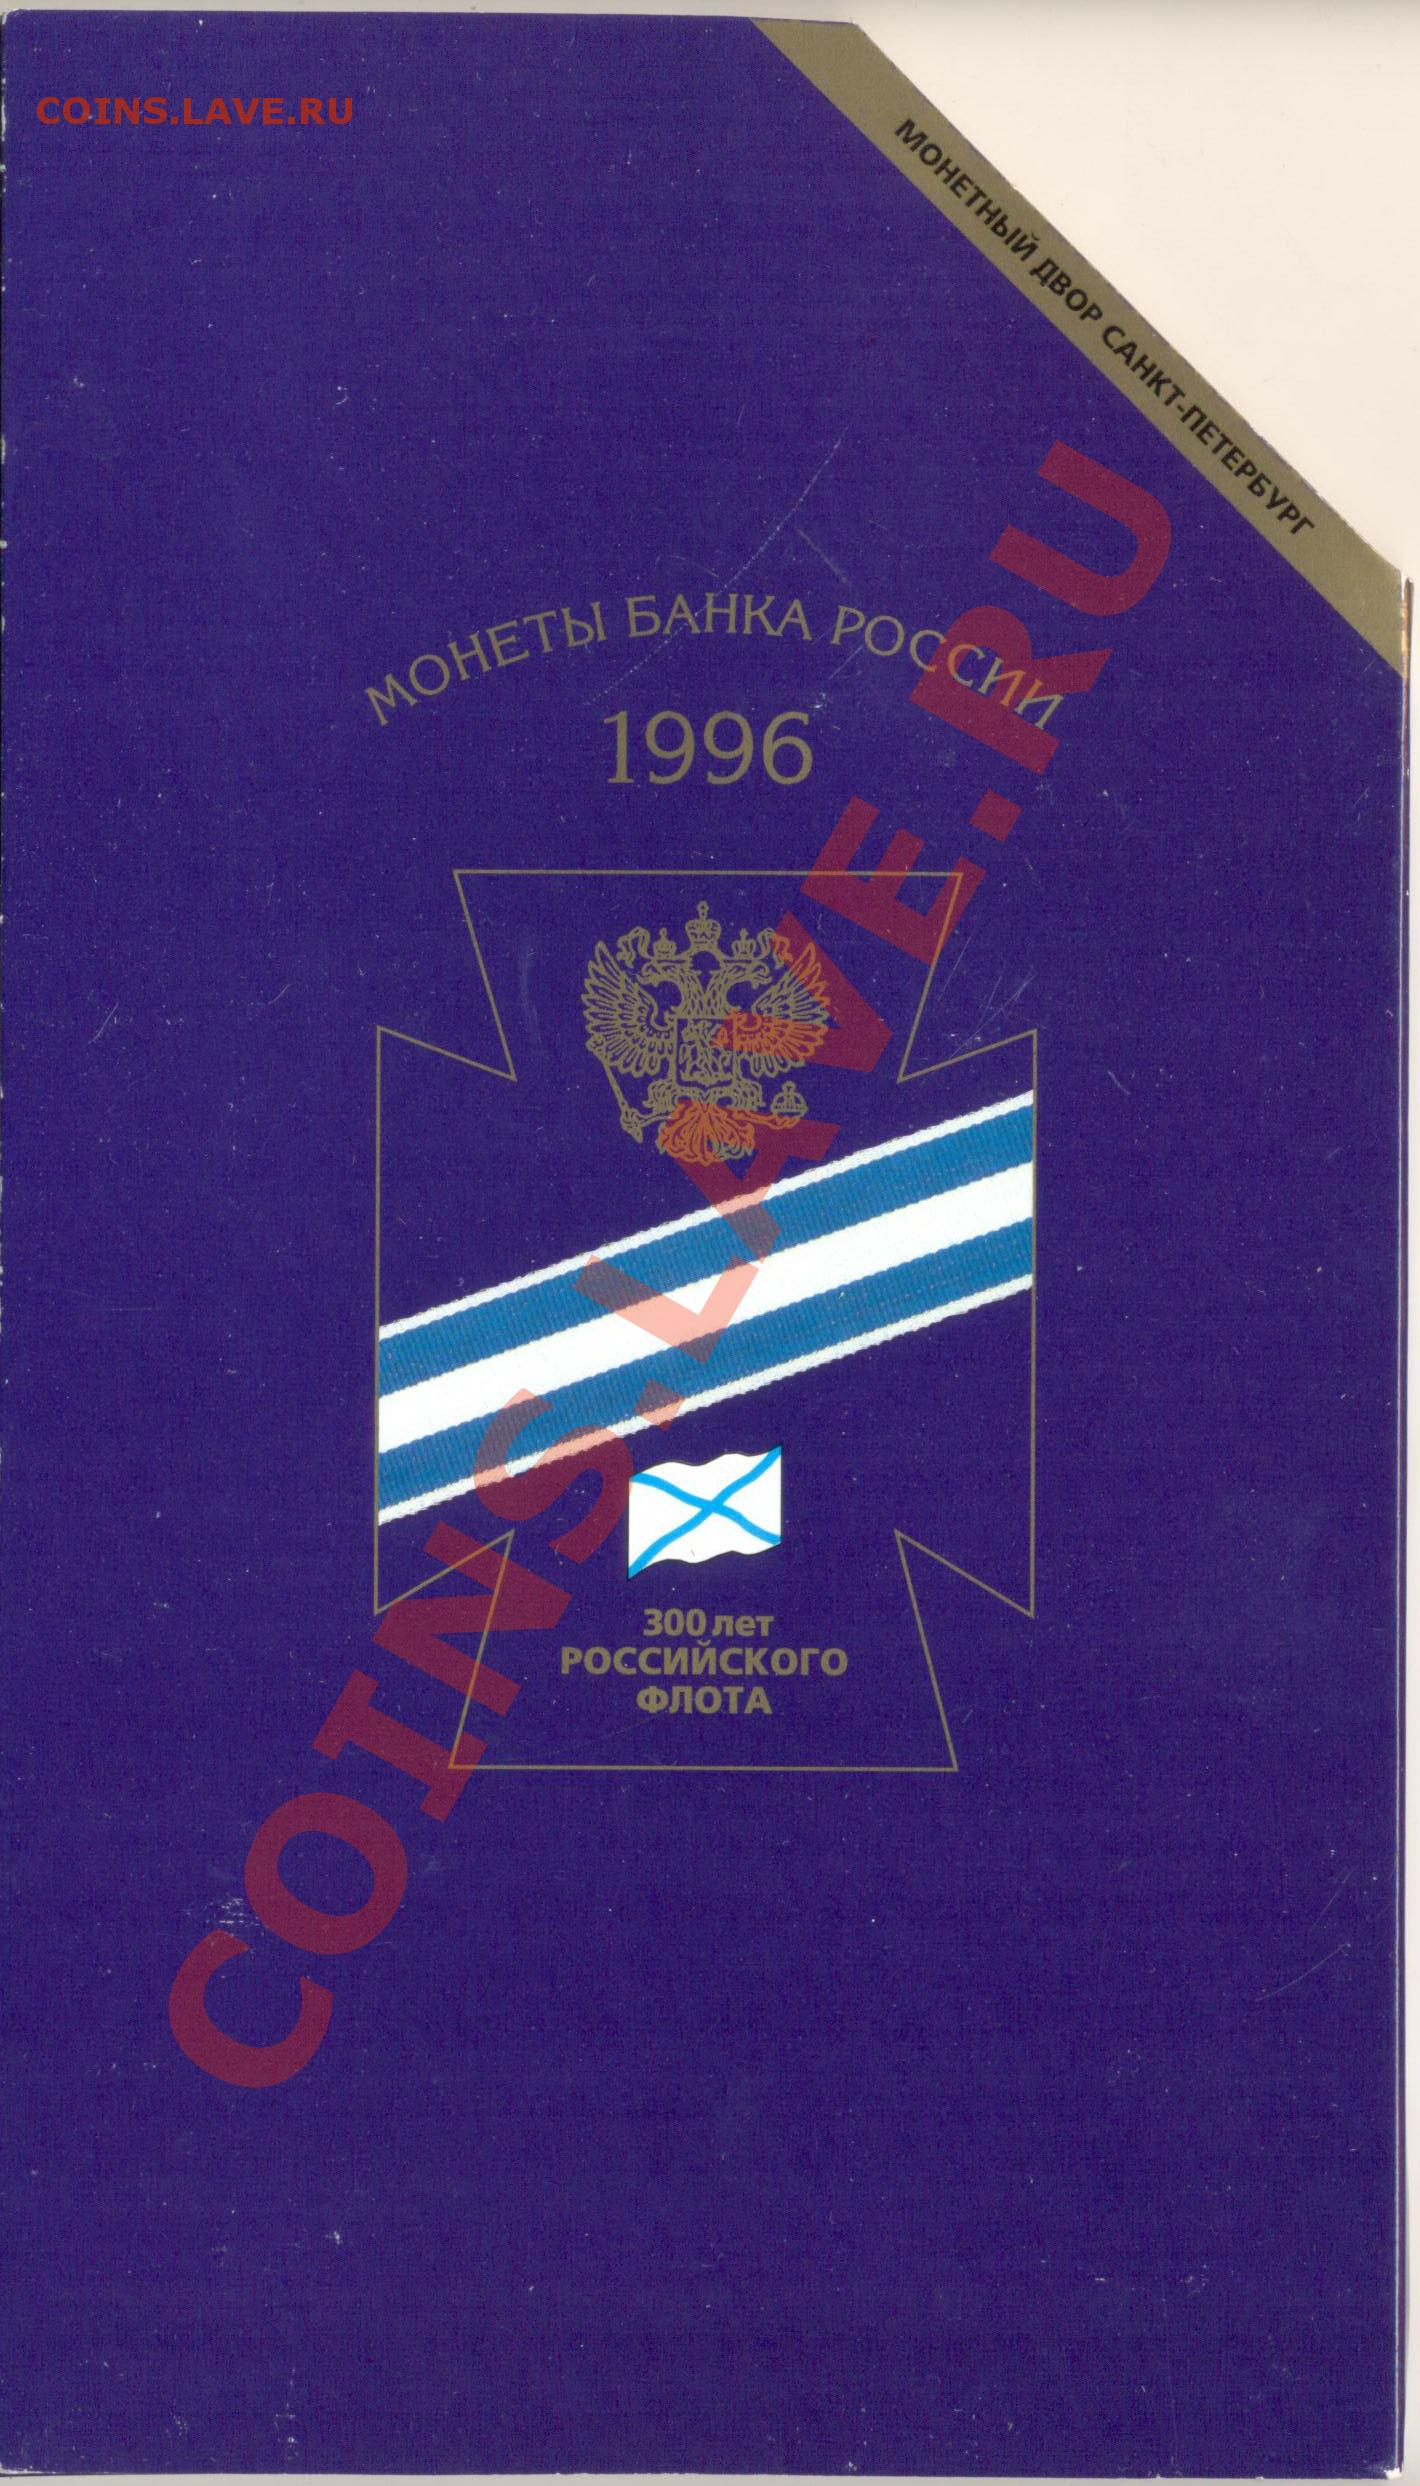 COINS.LAVE.RU
МОНЕТНЫЙ ДВОР САНКТ-ПЕТЕРБУРГ
МОНЕТЫ БАНКА РОССИИ
1996
300 лет
РОССИЙСКОГО
ФЛОТА
COINS.LAVE.RU